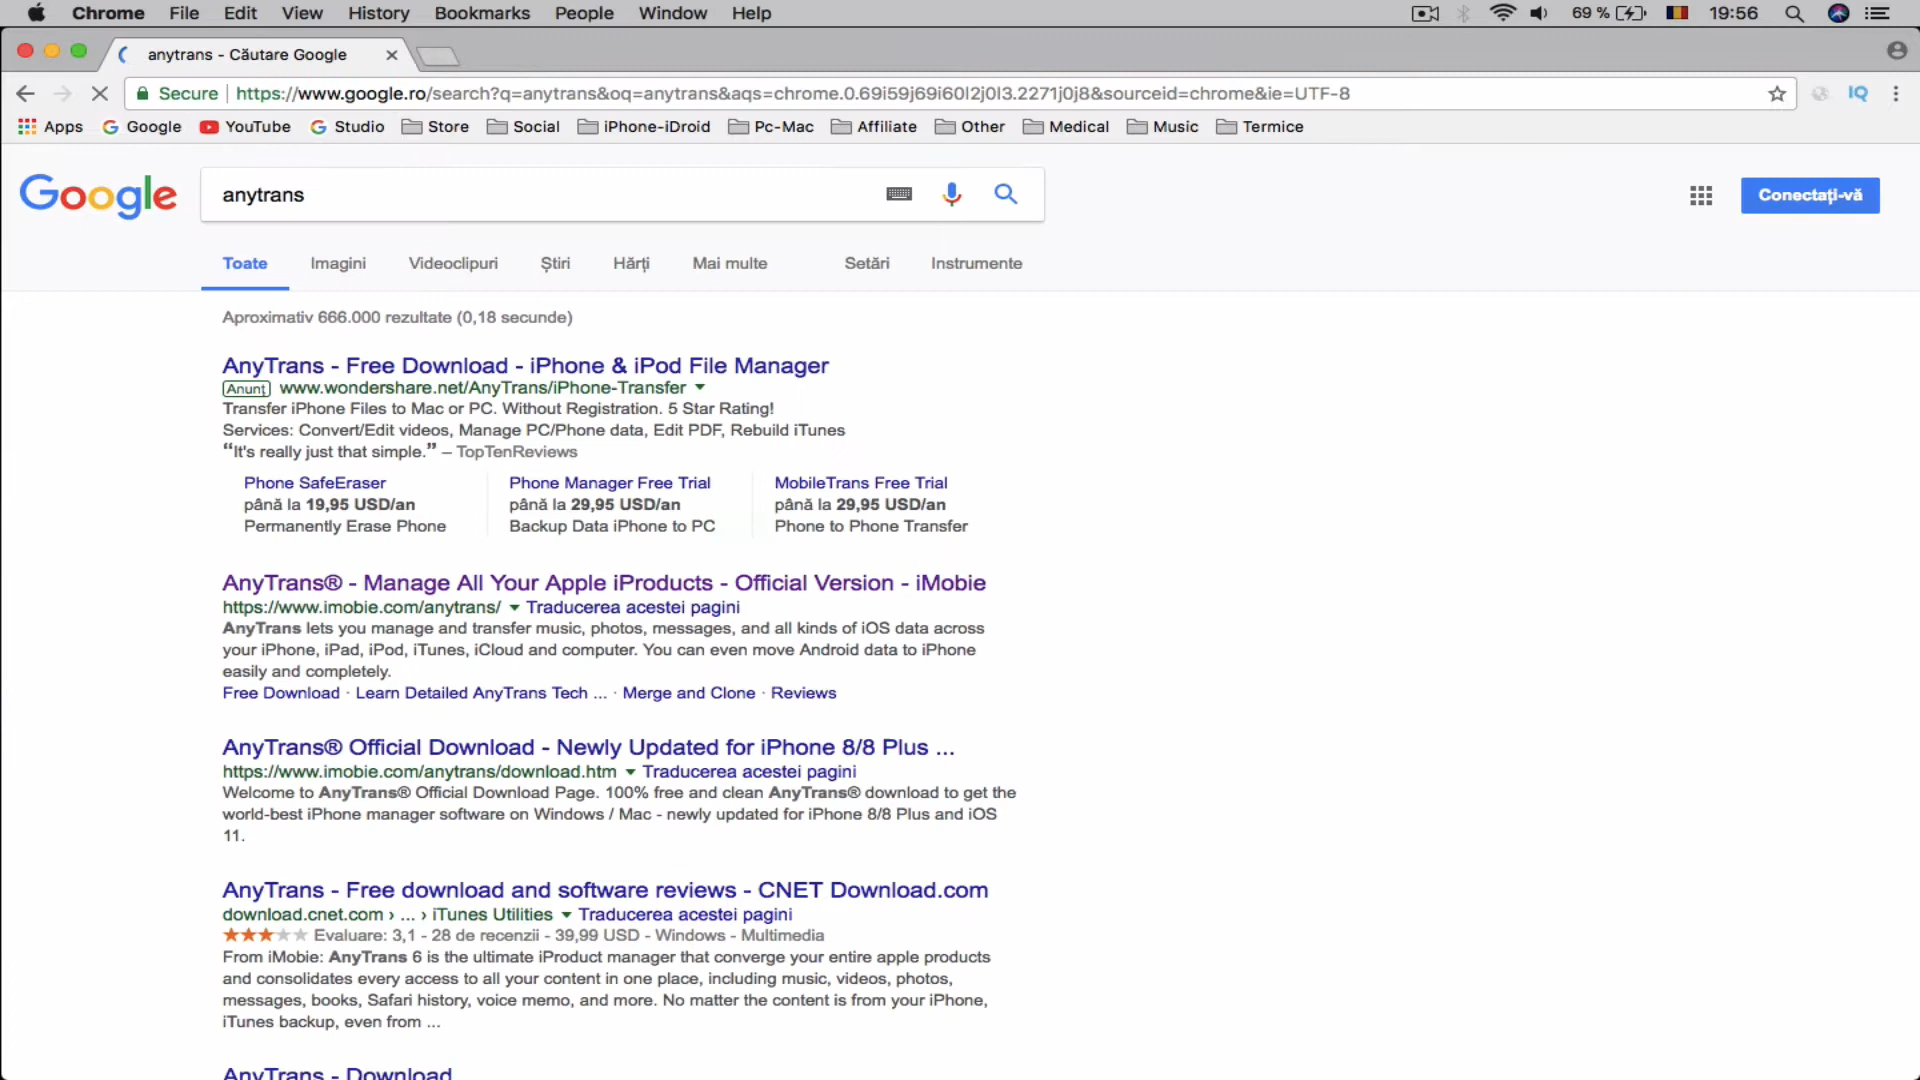 Chrome File Edit View History Bookmarks People Window Help 69 % 19:56
anytrans - Căutare Google
Secure https://www.google.ro/search?q=anytrans&oq=anytrans&aqs=chrome.0.69i59j69i60l2j0l3.2271j0j8&sourceid=chrome&ie=UTF-8 IQ
Apps Google YouTube Studio Store Social iPhone-iDroid Pc-Mac Affiliate Other Medical Music Termice
Google anytrans Conectați-vă
Toate Imagini Videoclipuri Știri Hărți Mai multe Setări Instrumente
Aproximativ 666.000 rezultate (0,18 secunde)
AnyTrans - Free Download - iPhone & iPod File Manager
Anunț www.wondershare.net/AnyTrans/iPhone-Transfer
Transfer iPhone Files to Mac or PC. Without Registration. 5 Star Rating!
Services: Convert/Edit videos, Manage PC/Phone data, Edit PDF, Rebuild iTunes
“It's really just that simple.” – TopTenReviews
Phone SafeEraser Phone Manager Free Trial MobileTrans Free Trial
până la 19,95 USD/an până la 29,95 USD/an până la 29,95 USD/an
Permanently Erase Phone Backup Data iPhone to PC Phone to Phone Transfer
AnyTrans® - Manage All Your Apple iProducts - Official Version - iMobie
https://www.imobie.com/anytrans/ Traducerea acestei pagini
AnyTrans lets you manage and transfer music, photos, messages, and all kinds of iOS data across
your iPhone, iPad, iPod, iTunes, iCloud and computer. You can even move Android data to iPhone
easily and completely.
Free Download · Learn Detailed AnyTrans Tech ... · Merge and Clone · Reviews
AnyTrans® Official Download - Newly Updated for iPhone 8/8 Plus ...
https://www.imobie.com/anytrans/download.htm Traducerea acestei pagini
Welcome to AnyTrans® Official Download Page. 100% free and clean AnyTrans® download to get the
world-best iPhone manager software on Windows / Mac - newly updated for iPhone 8/8 Plus and iOS
11.
AnyTrans - Free download and software reviews - CNET Download.com
download.cnet.com › ... › iTunes Utilities Traducerea acestei pagini
Evaluare: 3,1 - 28 de recenzii - 39,99 USD - Windows - Multimedia
From iMobie: AnyTrans 6 is the ultimate iProduct manager that converge your entire apple products
and consolidates every access to all your content in one place, including music, videos, photos,
messages, books, Safari history, voice memo, and more. No matter the content is from your iPhone,
iTunes backup, even from ...
AnyTrans - Download